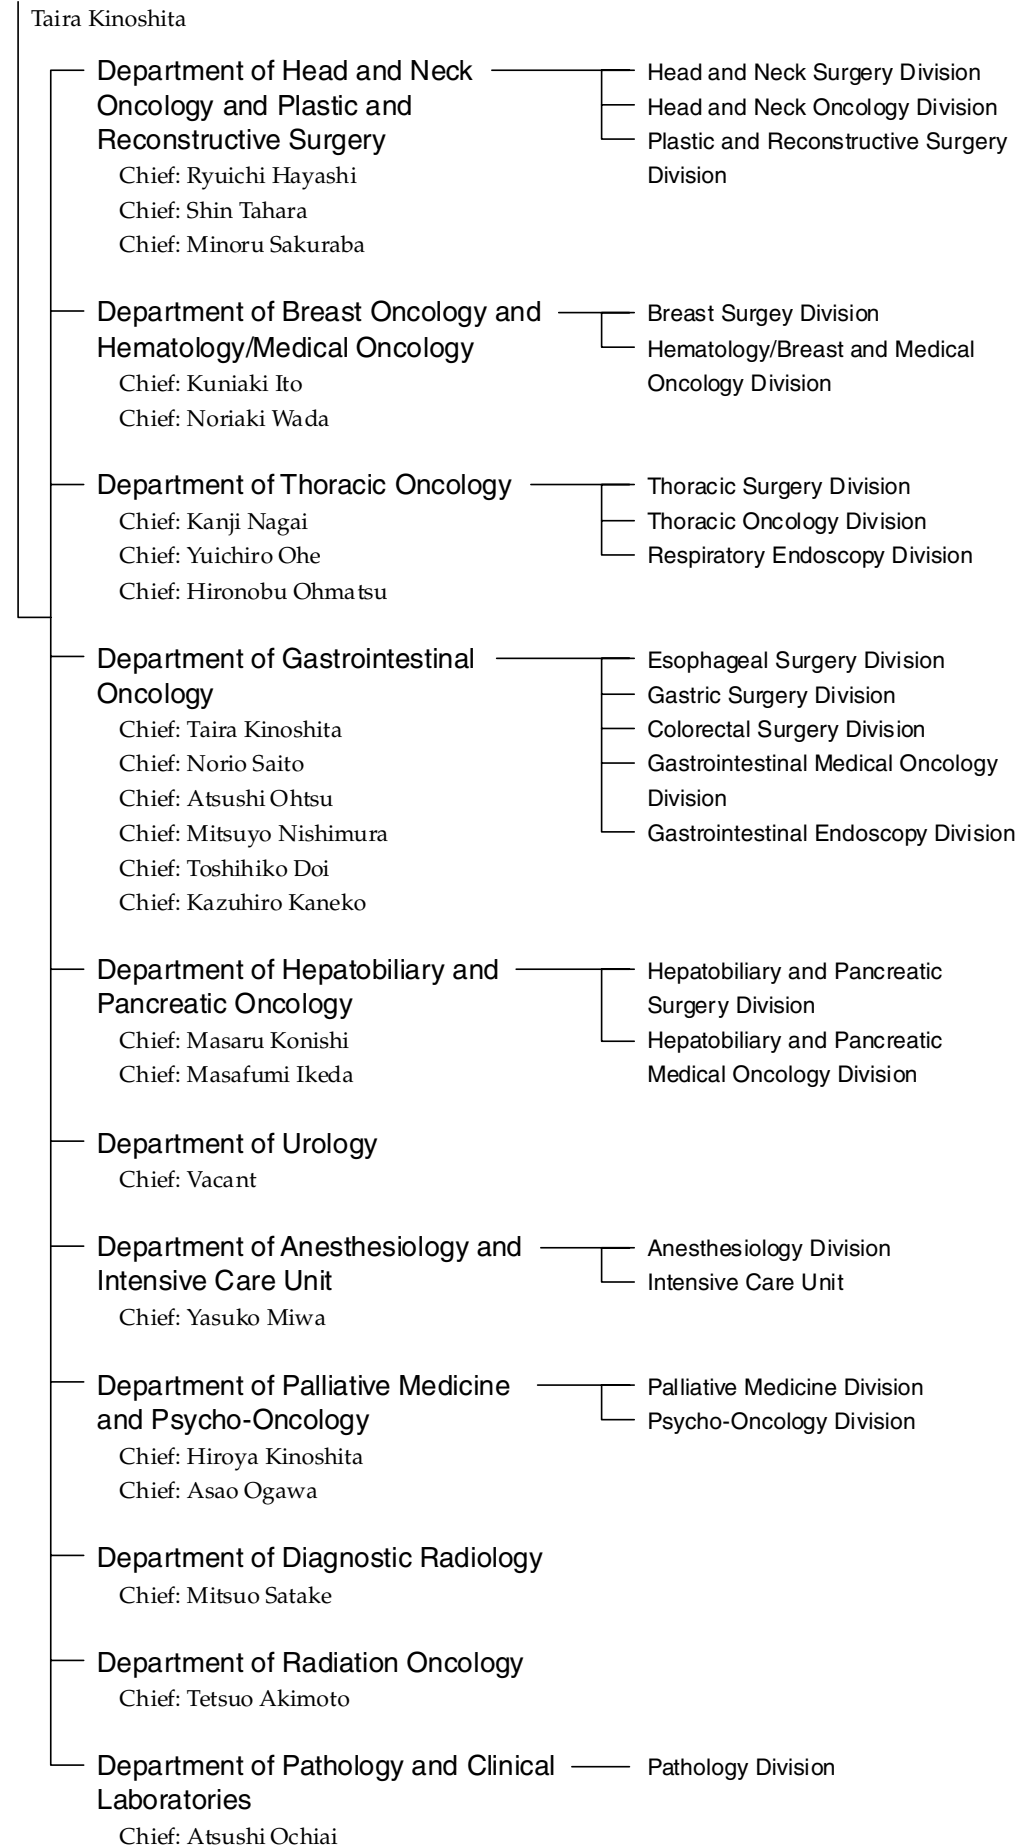 Taira Kinoshita
Department of Head and Neck
Oncology and Plastic and
Reconstructive Surgery
Chief: Ryuichi Hayashi
Chief: Shin Tahara
Chief: Minoru Sakuraba
Head and Neck Surgery Division
Head and Neck Oncology Division
Plastic and Reconstructive Surgery
Division
Department of Breast Oncology and
Hematology/Medical Oncology
Chief: Kuniaki Ito
Chief: Noriaki Wada
Breast Surgey Division
Hematology/Breast and Medical
Oncology Division
Department of Thoracic Oncology
Chief: Kanji Nagai
Chief: Yuichiro Ohe
Chief: Hironobu Ohmatsu
Thoracic Surgery Division
Thoracic Oncology Division
Respiratory Endoscopy Division
Department of Gastrointestinal
Oncology
Chief: Taira Kinoshita
Chief: Norio Saito
Chief: Atsushi Ohtsu
Chief: Mitsuyo Nishimura
Chief: Toshihiko Doi
Chief: Kazuhiro Kaneko
Esophageal Surgery Division
Gastric Surgery Division
Colorectal Surgery Division
Gastrointestinal Medical Oncology
Division
Gastrointestinal Endoscopy Division
Department of Hepatobiliary and
Pancreatic Oncology
Chief: Masaru Konishi
Chief: Masafumi Ikeda
Hepatobiliary and Pancreatic
Surgery Division
Hepatobiliary and Pancreatic
Medical Oncology Division
Department of Urology
Chief: Vacant
Department of Anesthesiology and
Intensive Care Unit
Chief: Yasuko Miwa
Anesthesiology Division
Intensive Care Unit
Department of Palliative Medicine
and Psycho-Oncology
Chief: Hiroya Kinoshita
Chief: Asao Ogawa
Palliative Medicine Division
Psycho-Oncology Division
Department of Diagnostic Radiology
Chief: Mitsuo Satake
Department of Radiation Oncology
Chief: Tetsuo Akimoto
Department of Pathology and Clinical
Laboratories
Chief: Atsushi Ochiai
Pathology Division